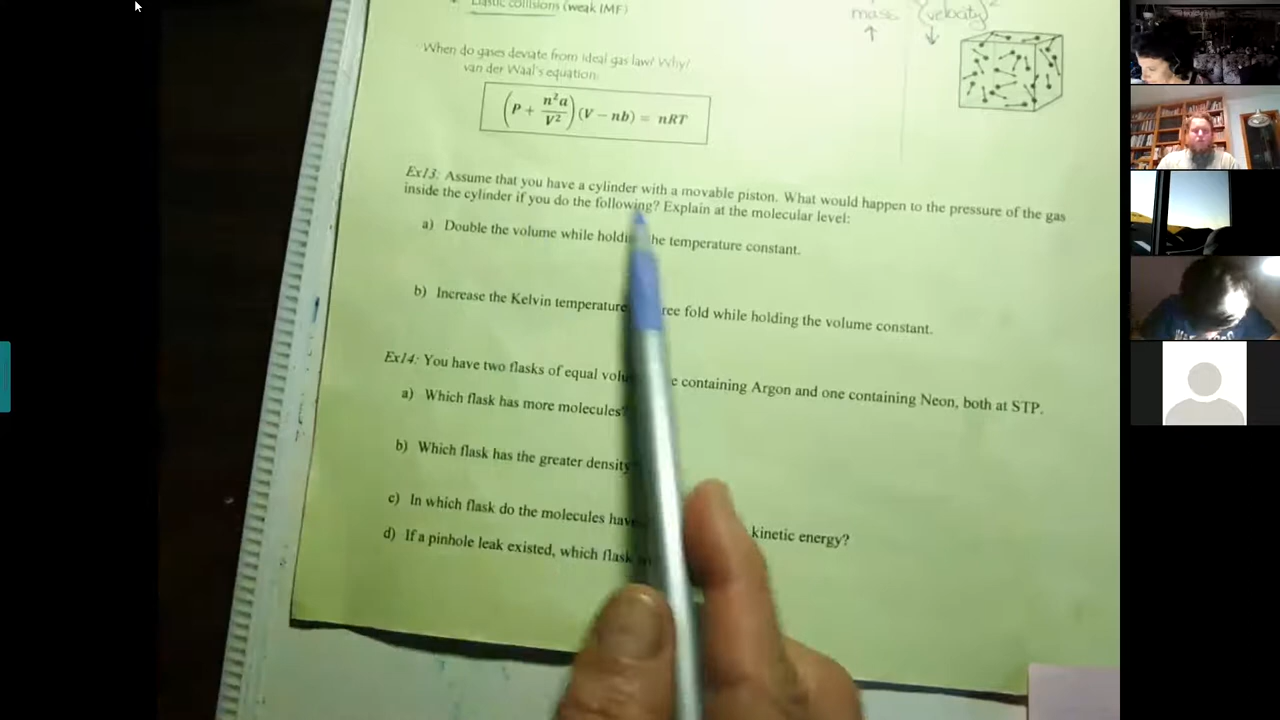 Elastic collisions (weak IMF)
mass (velocity)²
↑ ↓
When do gases deviate from ideal gas law? Why?
van der Waal's equation:
(P + n²a/V²)(V − nb) = nRT
Ex13: Assume that you have a cylinder with a movable piston. What would happen to the pressure of the gas
inside the cylinder if you do the following? Explain at the molecular level:
a) Double the volume while holding the temperature constant.
b) Increase the Kelvin temperature fold while holding the volume constant.
Ex14: You have two flasks of equal containing Argon and one containing Neon, both at STP.
a) Which flask has more molecules?
b) Which flask has the greater density
c) In which flask do the molecules have kinetic energy?
d) If a pinhole leak existed, which flask